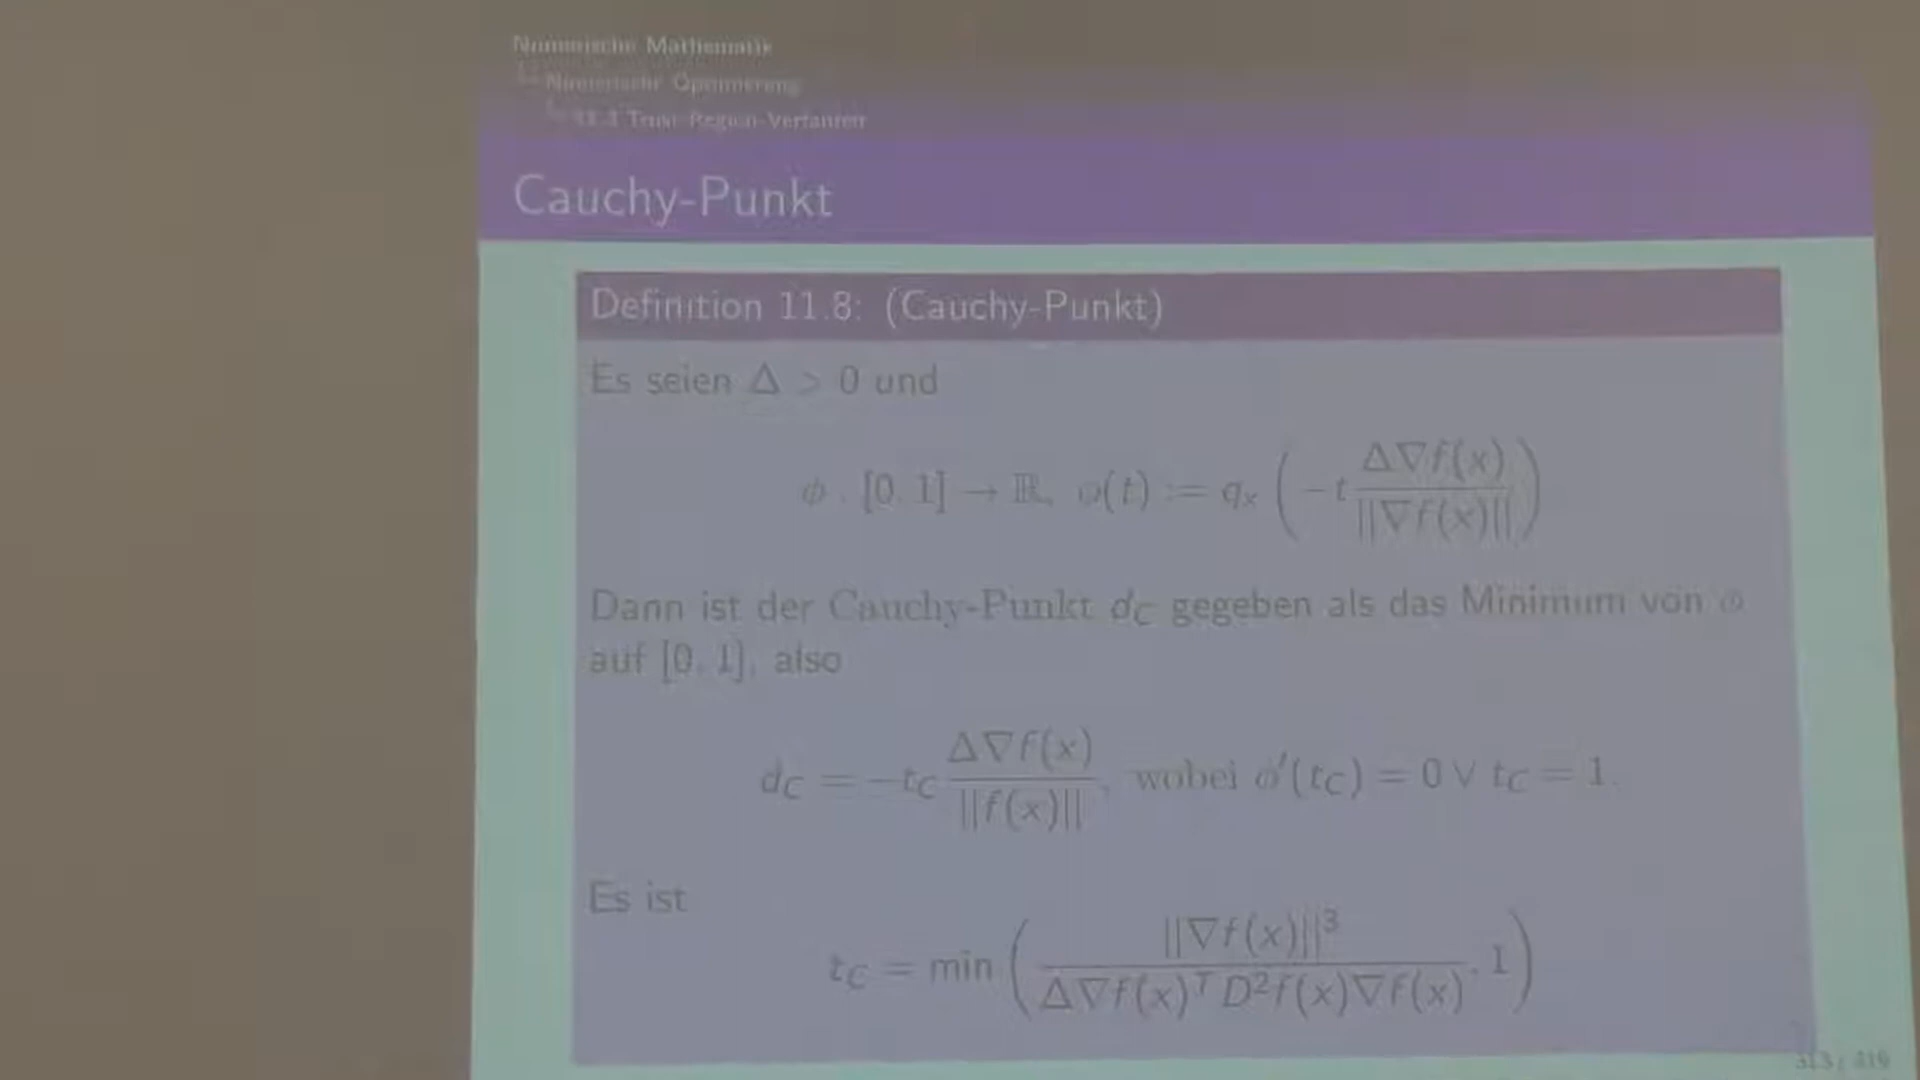 Numerische Mathematik
Numerische Optimierung
11.3 Trust-Region-Verfahren
Cauchy-Punkt
Definition 11.8: (Cauchy-Punkt)
Es seien Δ > 0 und
ϕ : [0, 1] → ℝ, ϕ(t) := qₓ ( −t Δ∇f(x) / ||∇f(x)|| )
Dann ist der Cauchy-Punkt d_C gegeben als das Minimum von ϕ
auf [0, 1], also
d_C = −t_C Δ∇f(x) / ||f(x)||, wobei ϕ′(t_C) = 0 ∨ t_C = 1.
Es ist
t_C = min ( ||∇f(x)||³ / Δ∇f(x)ᵀ D²f(x)∇f(x), 1 )